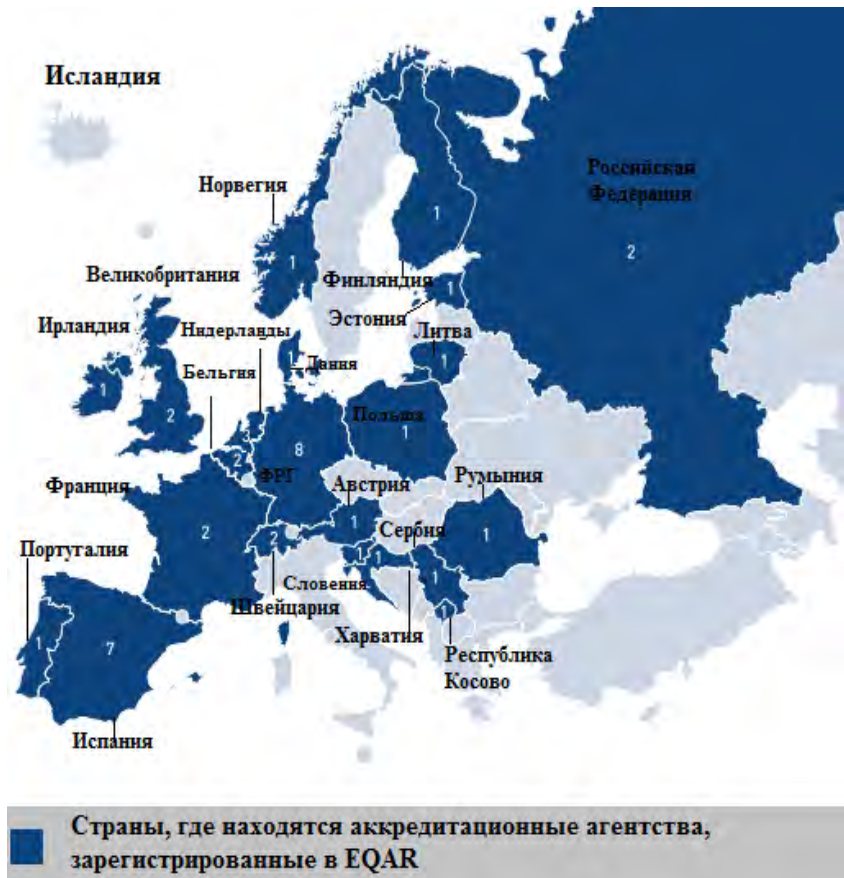 Исландия
Российская
Федерация
2
Норвегия
1
1
Финляндия
Великобритания
1
Эстония
Ирландия
Нидерланды
Литва
1
1
Дания
Бельгия
1
2
3
2
8
Польша
1
ФРГ
Франция
Австрия
Румыния
2
1
Сербия
1
2
1
1
Португалия
Словения
1
Швейцария
1
Харватия
1
7
Республика
Косово
Испания
Страны, где находятся аккредитационные агентства,
зарегистрированные в EQAR